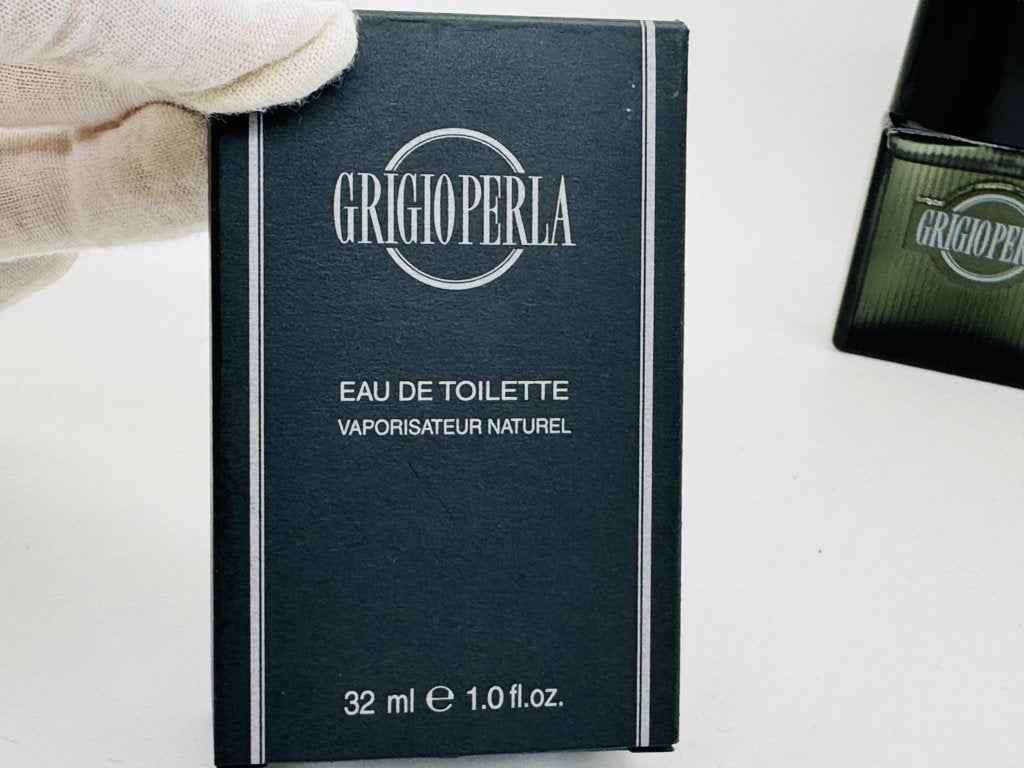 GRIGIOPERLA
EAU DE TOILETTE
VAPORISATEUR NATUREL
32 ml ℮ 1.0 fl.oz.